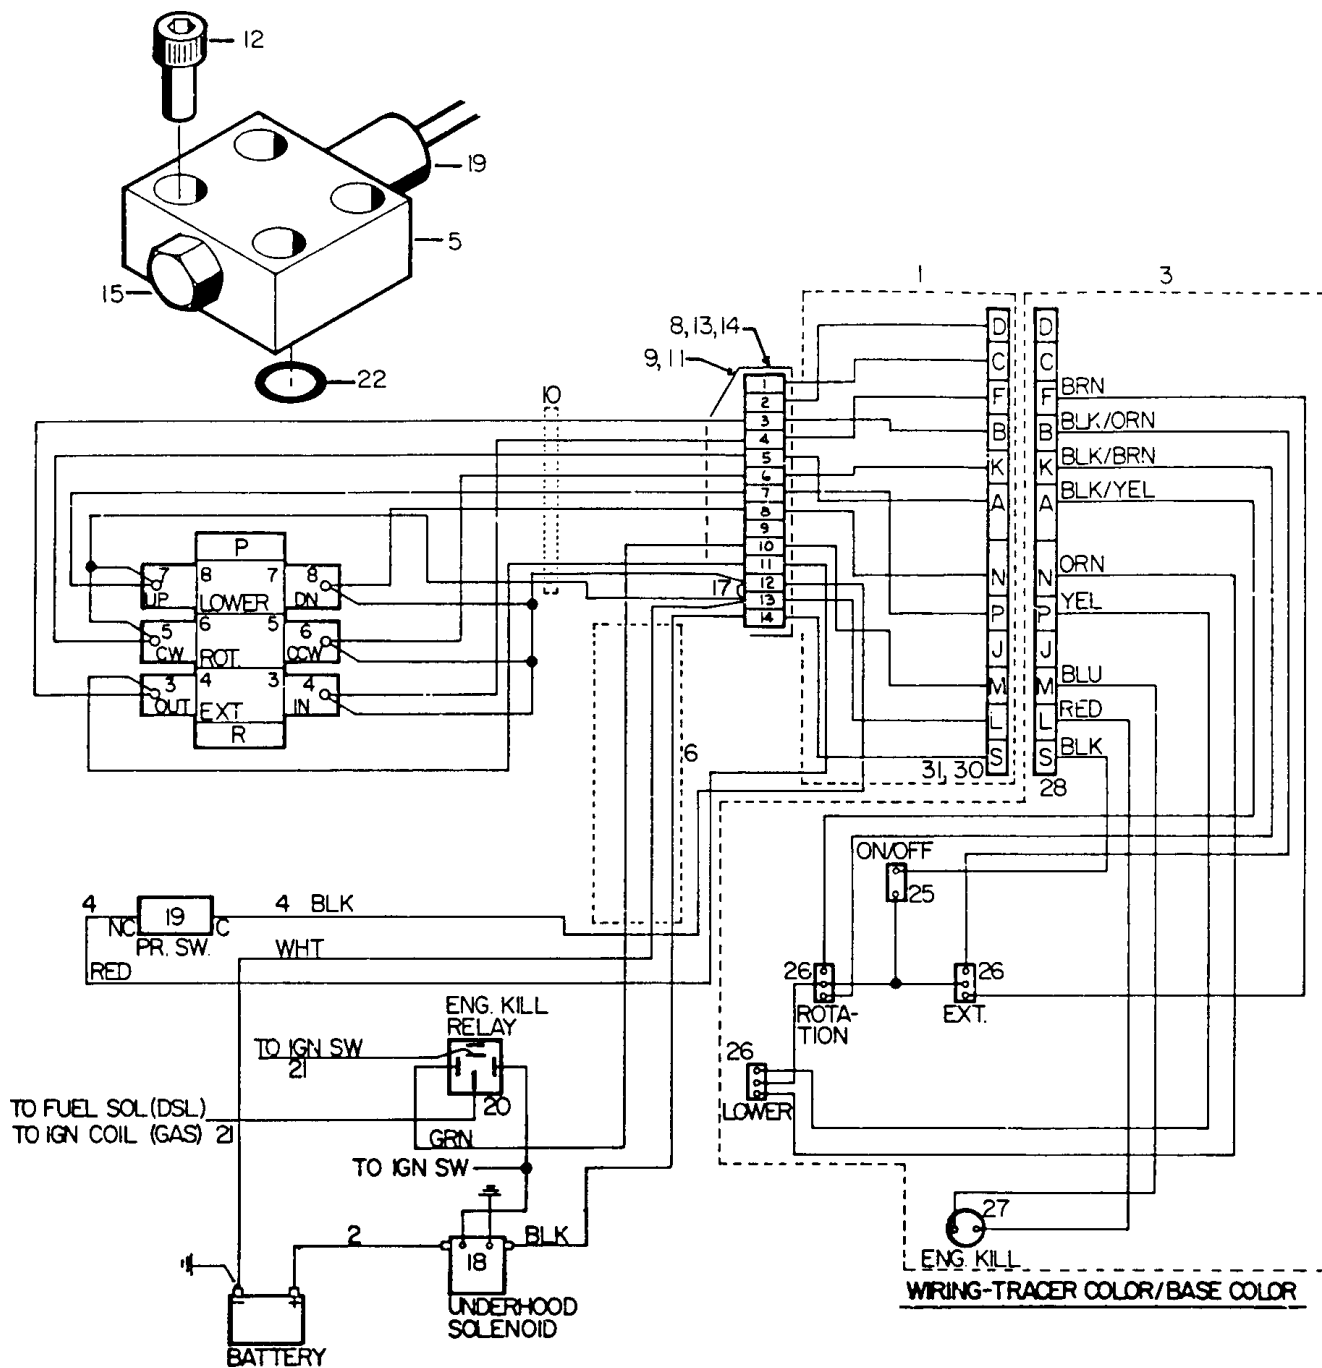 12
19
5
15
22
1
3
8, 13, 14
9, 11
10
1
2
3
4
5
6
7
8
9
10
11
12
13
14
17
D
C
F
B
K
A
N
P
J
M
L
S
31, 30
D
C
F
B
K
A
N
P
J
M
L
S
28
BRN
BLK/ORN
BLK/BRN
BLK/YEL
ORN
YEL
BLU
RED
BLK
P
7 8 7 8
UP LOWER DN
5 6 5 6
CW ROT. CCW
3 4 3 4
OUT EXT IN
R
6
ON/OFF
25
4 19 4 BLK
NC C
PR. SW.
WHT
RED
26 26
ROTA-
TION
EXT.
26
LOWER
ENG. KILL
RELAY
TO IGN SW
21
20
TO FUEL SOL (DSL)
TO IGN COIL (GAS) 21
GRN
TO IGN SW
2 BLK
18
UNDERHOOD
SOLENOID
- +
BATTERY
27
ENG. KILL
WIRING-TRACER COLOR/BASE COLOR